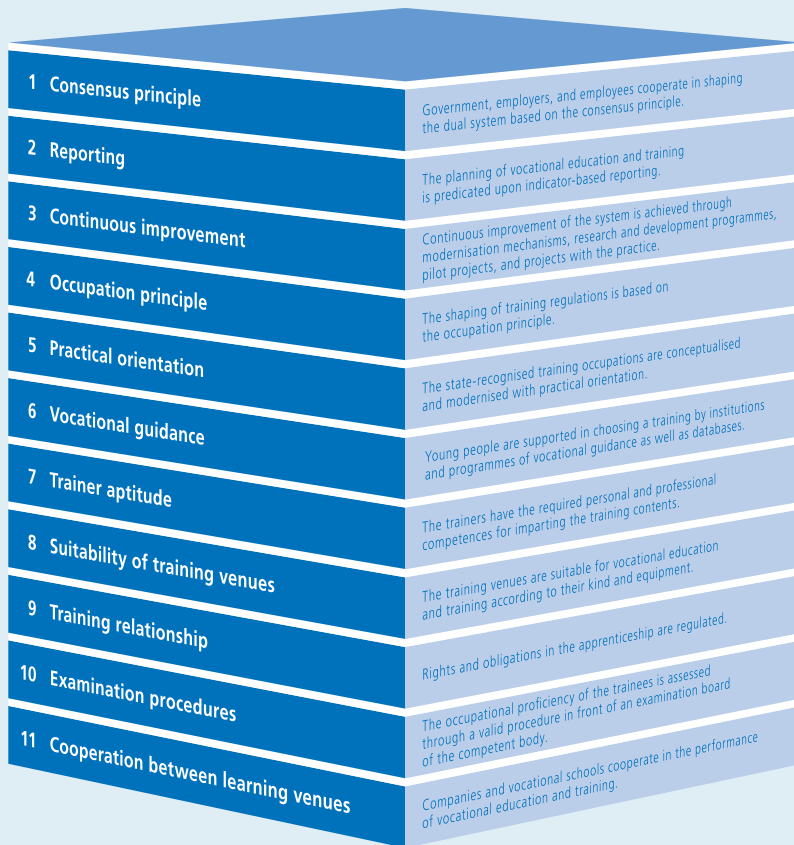 1 Consensus principle
Government, employers, and employees cooperate in shaping
the dual system based on the consensus principle.
2 Reporting
The planning of vocational education and training
is predicated upon indicator-based reporting.
3 Continuous improvement
Continuous improvement of the system is achieved through
modernisation mechanisms, research and development programmes,
pilot projects, and projects with the practice.
4 Occupation principle
The shaping of training regulations is based on
the occupation principle.
5 Practical orientation
The state-recognised training occupations are conceptualised
and modernised with practical orientation.
6 Vocational guidance
Young people are supported in choosing a training by institutions
and programmes of vocational guidance as well as databases.
7 Trainer aptitude
The trainers have the required personal and professional
competences for imparting the training contents.
8 Suitability of training venues
The training venues are suitable for vocational education
and training according to their kind and equipment.
9 Training relationship
Rights and obligations in the apprenticeship are regulated.
10 Examination procedures
The occupational proficiency of the trainees is assessed
through a valid procedure in front of an examination board
of the competent body.
11 Cooperation between learning venues
Companies and vocational schools cooperate in the performance
of vocational education and training.